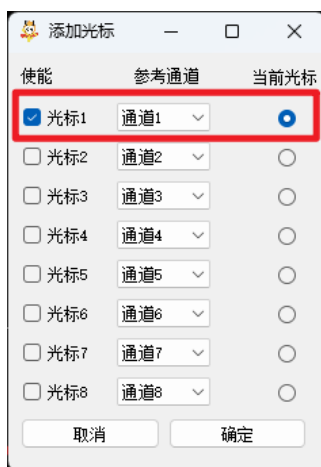 添加光标
使能 参考通道 当前光标
光标1 通道1
光标2 通道2
光标3 通道3
光标4 通道4
光标5 通道5
光标6 通道6
光标7 通道7
光标8 通道8
取消 确定